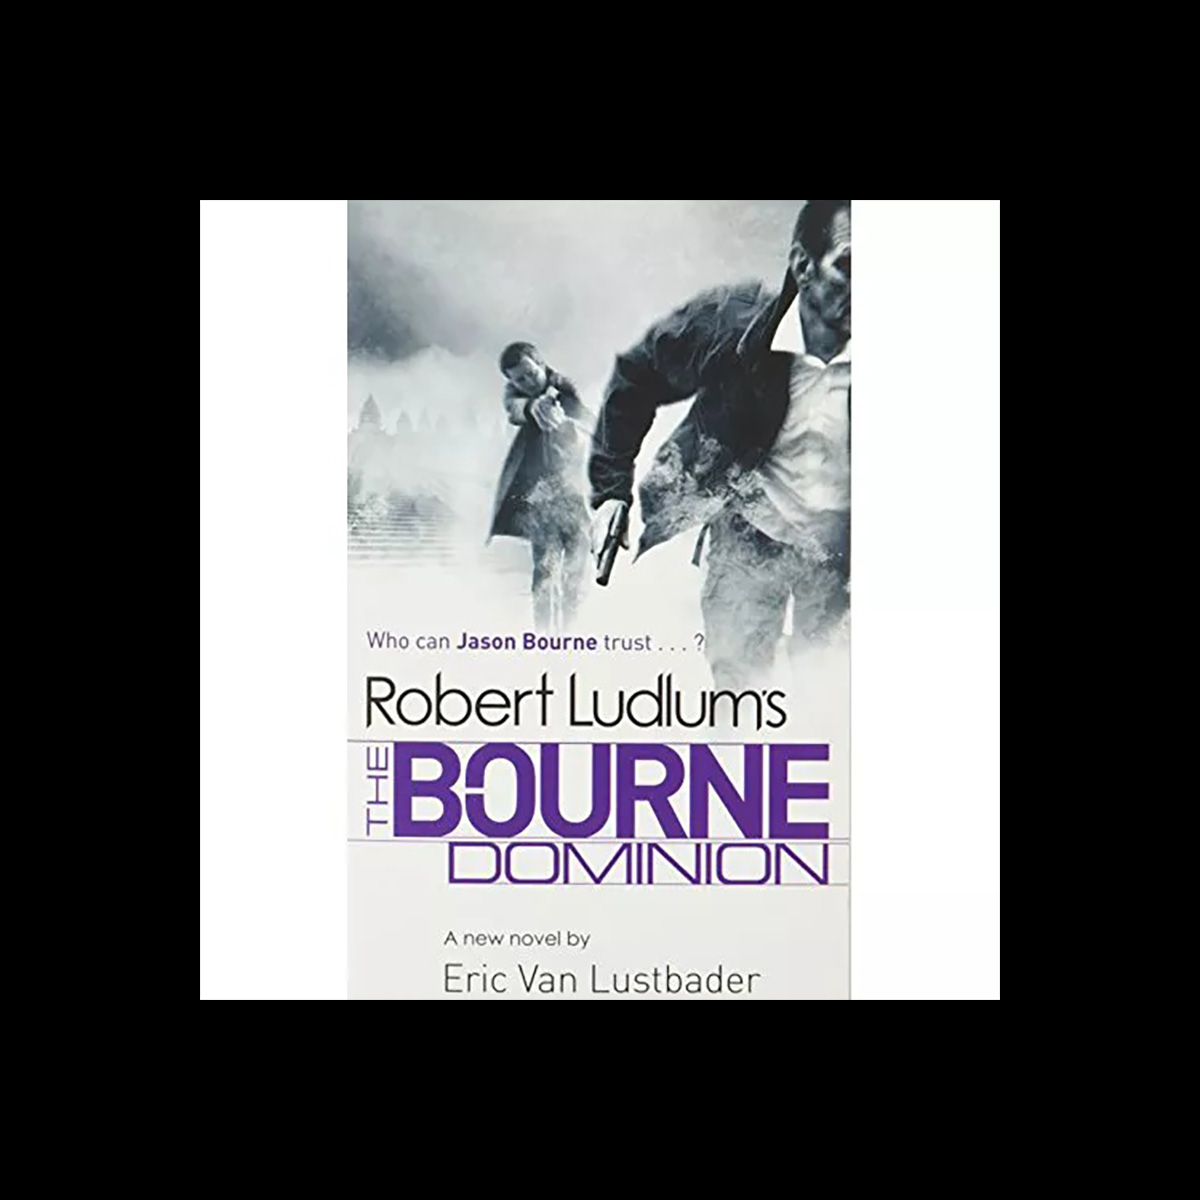 Who can Jason Bourne trust . . . ?
Robert Ludlum's
THE BOURNE
DOMINION
A new novel by
Eric Van Lustbader